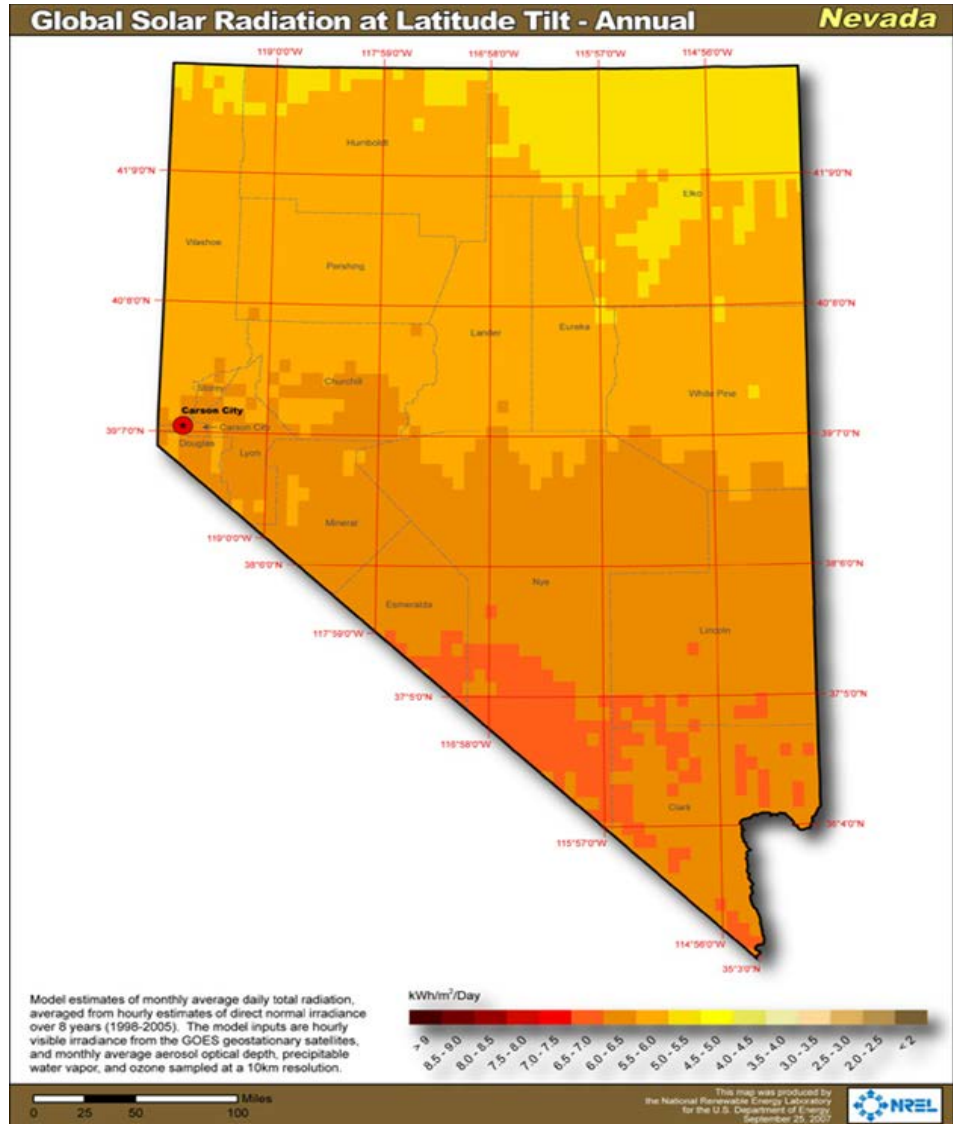 Global Solar Radiation at Latitude Tilt - Annual
Nevada
119°0'0"W
117°59'0"W
116°58'0"W
115°57'0"W
114°56'0"W
Humboldt
41°9'0"N
41°9'0"N
Elko
Washoe
Pershing
40°8'0"N
40°8'0"N
Lander
Eureka
Storey
Churchill
White Pine
Carson City
Carson City
39°7'0"N
39°7'0"N
Douglas
Lyon
Mineral
119°0'0"W
38°6'0"N
38°6'0"N
Nye
Esmeralda
117°59'0"W
Lincoln
37°5'0"N
37°5'0"N
116°58'0"W
Clark
36°4'0"N
115°57'0"W
114°56'0"W
35°3'0"N
Model estimates of monthly average daily total radiation,
averaged from hourly estimates of direct normal irradiance
over 8 years (1998-2005). The model inputs are hourly
visible irradiance from the GOES geostationary satellites,
and monthly average aerosol optical depth, precipitable
water vapor, and ozone sampled at a 10km resolution.
kWh/m²/Day
> 9
8.5 - 9.0
8.0 - 8.5
7.5 - 8.0
7.0 - 7.5
6.5 - 7.0
6.0 - 6.5
5.5 - 6.0
5.0 - 5.5
4.5 - 5.0
4.0 - 4.5
3.5 - 4.0
3.0 - 3.5
2.5 - 3.0
2.0 - 2.5
< 2
Miles
0 25 50 100
This map was produced by
the National Renewable Energy Laboratory
for the U.S. Department of Energy.
September 25, 2007
NREL